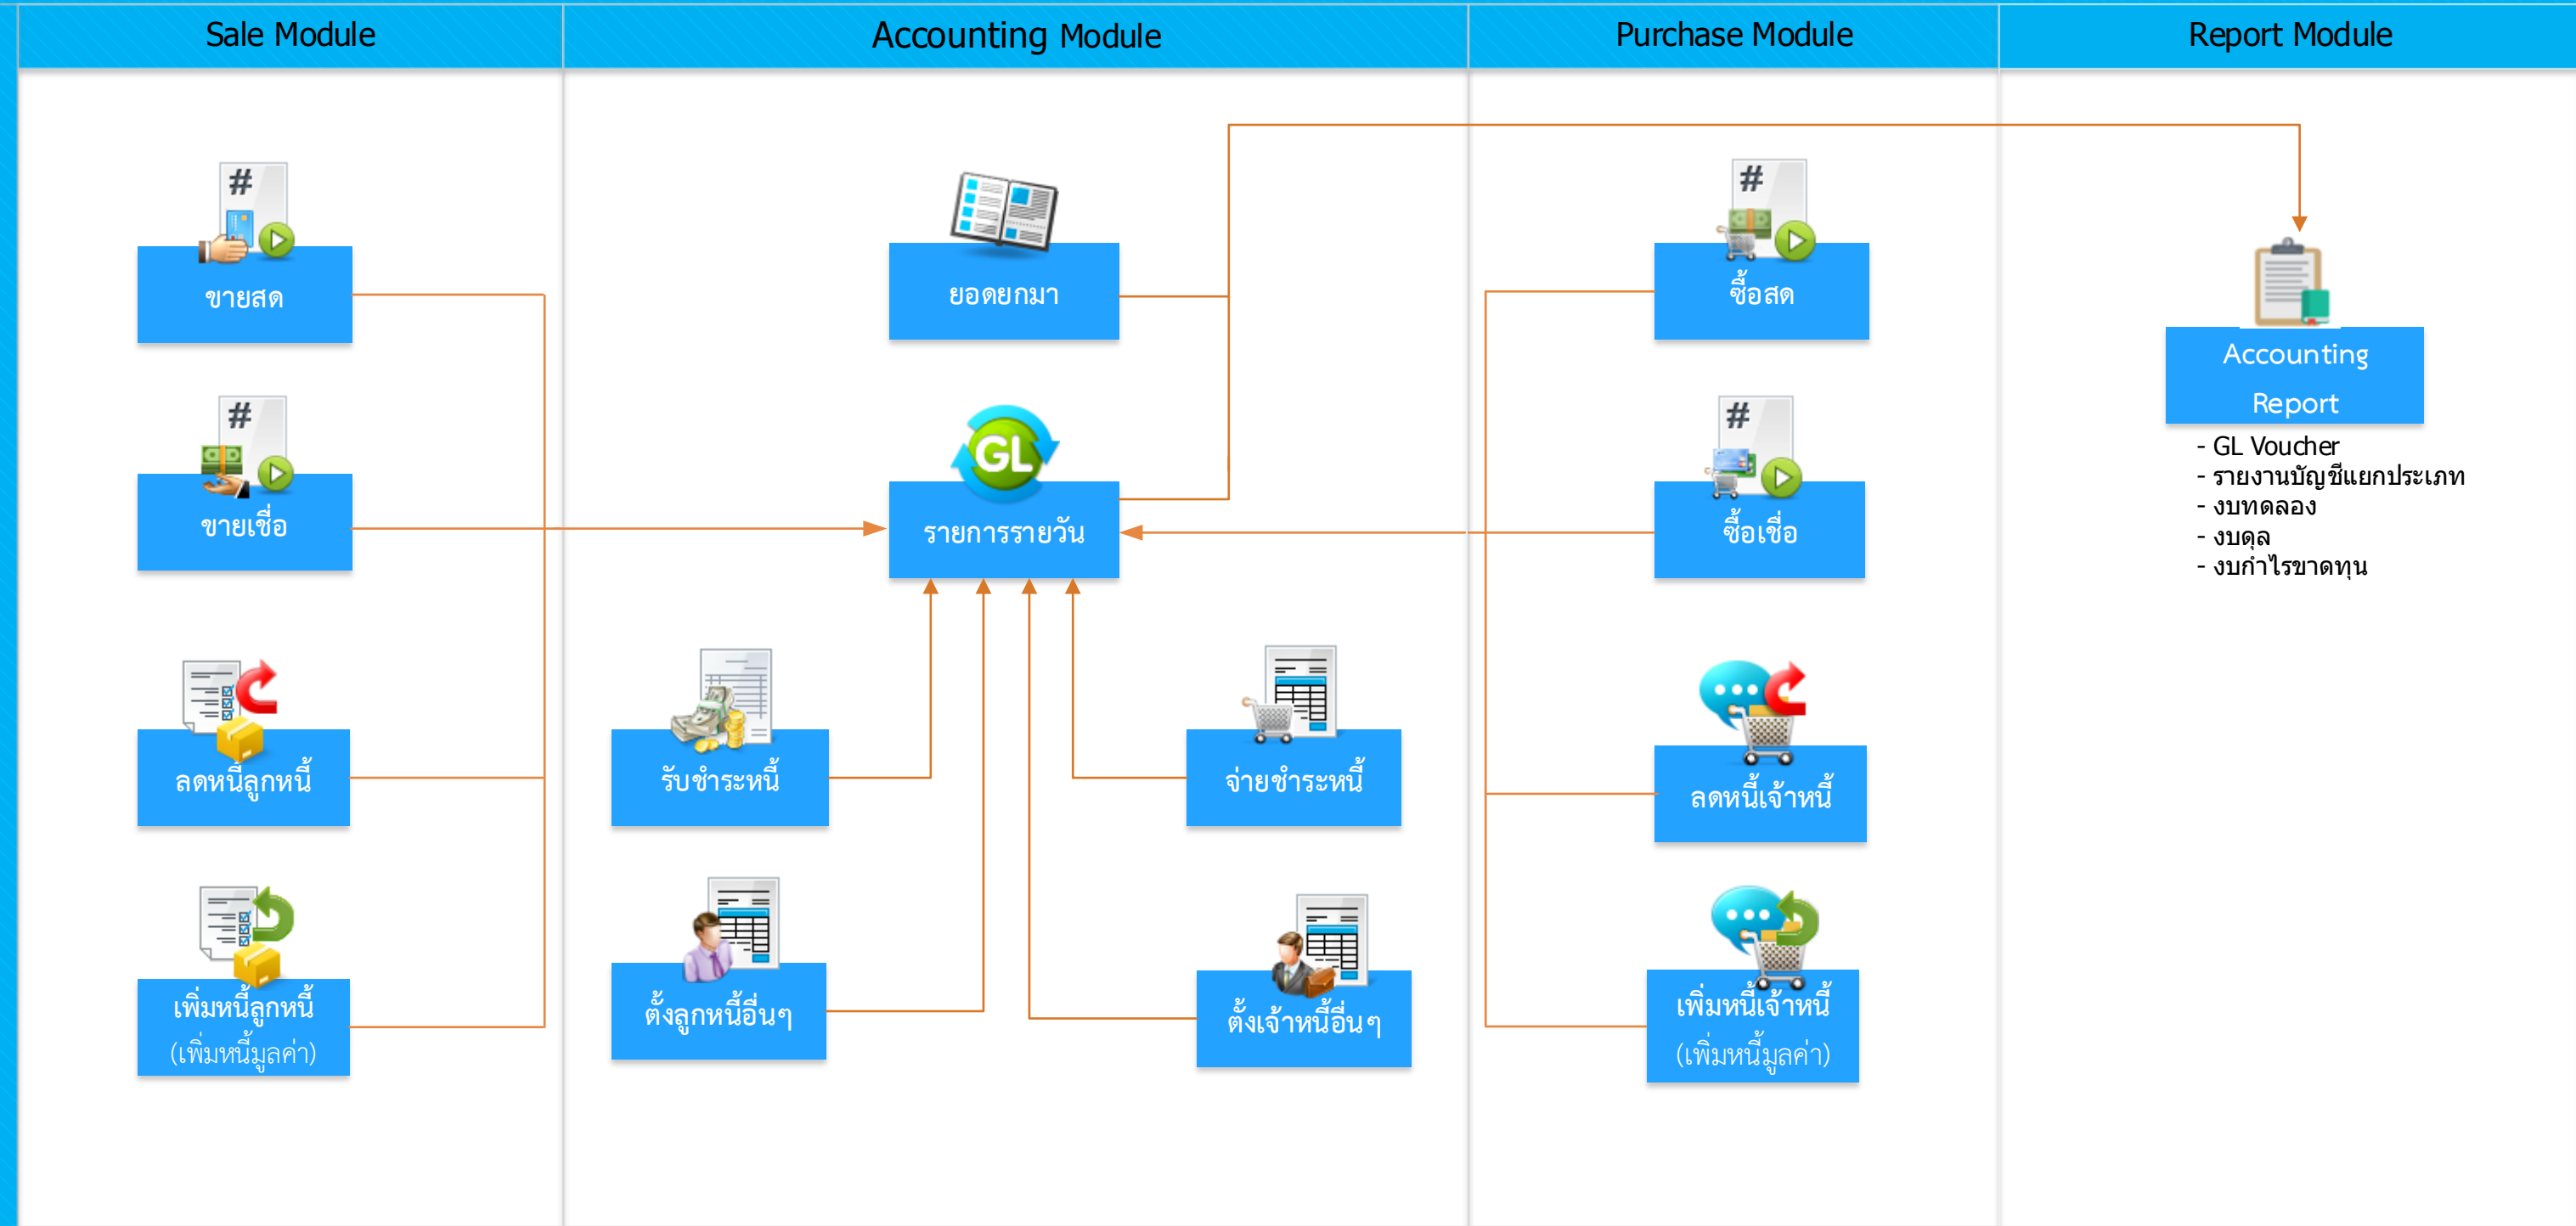 Sale Module
Accounting Module
Purchase Module
Report Module
#
ขายสด
#
ขายเชื่อ
ลดหนี้ลูกหนี้
เพิ่มหนี้ลูกหนี้
(เพิ่มหนี้มูลค่า)
ยอดยกมา
GL
รายการรายวัน
รับชำระหนี้
จ่ายชำระหนี้
ตั้งลูกหนี้อื่นๆ
ตั้งเจ้าหนี้อื่นๆ
#
ซื้อสด
#
ซื้อเชื่อ
ลดหนี้เจ้าหนี้
เพิ่มหนี้เจ้าหนี้
(เพิ่มหนี้มูลค่า)
Accounting
Report
- GL Voucher
- รายงานบัญชีแยกประเภท
- งบทดลอง
- งบดุล
- งบกำไรขาดทุน